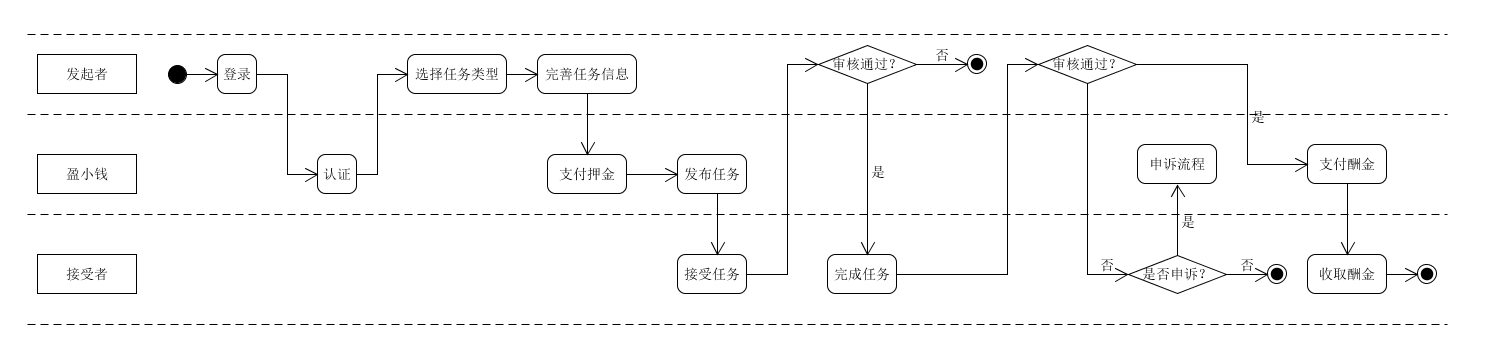 发起者
登录
选择任务类型
完善任务信息
审核通过?
否
审核通过?
是
盈小钱
认证
支付押金
发布任务
是
申诉流程
支付酬金
是
接受者
接受任务
完成任务
否
是否申诉?
否
收取酬金